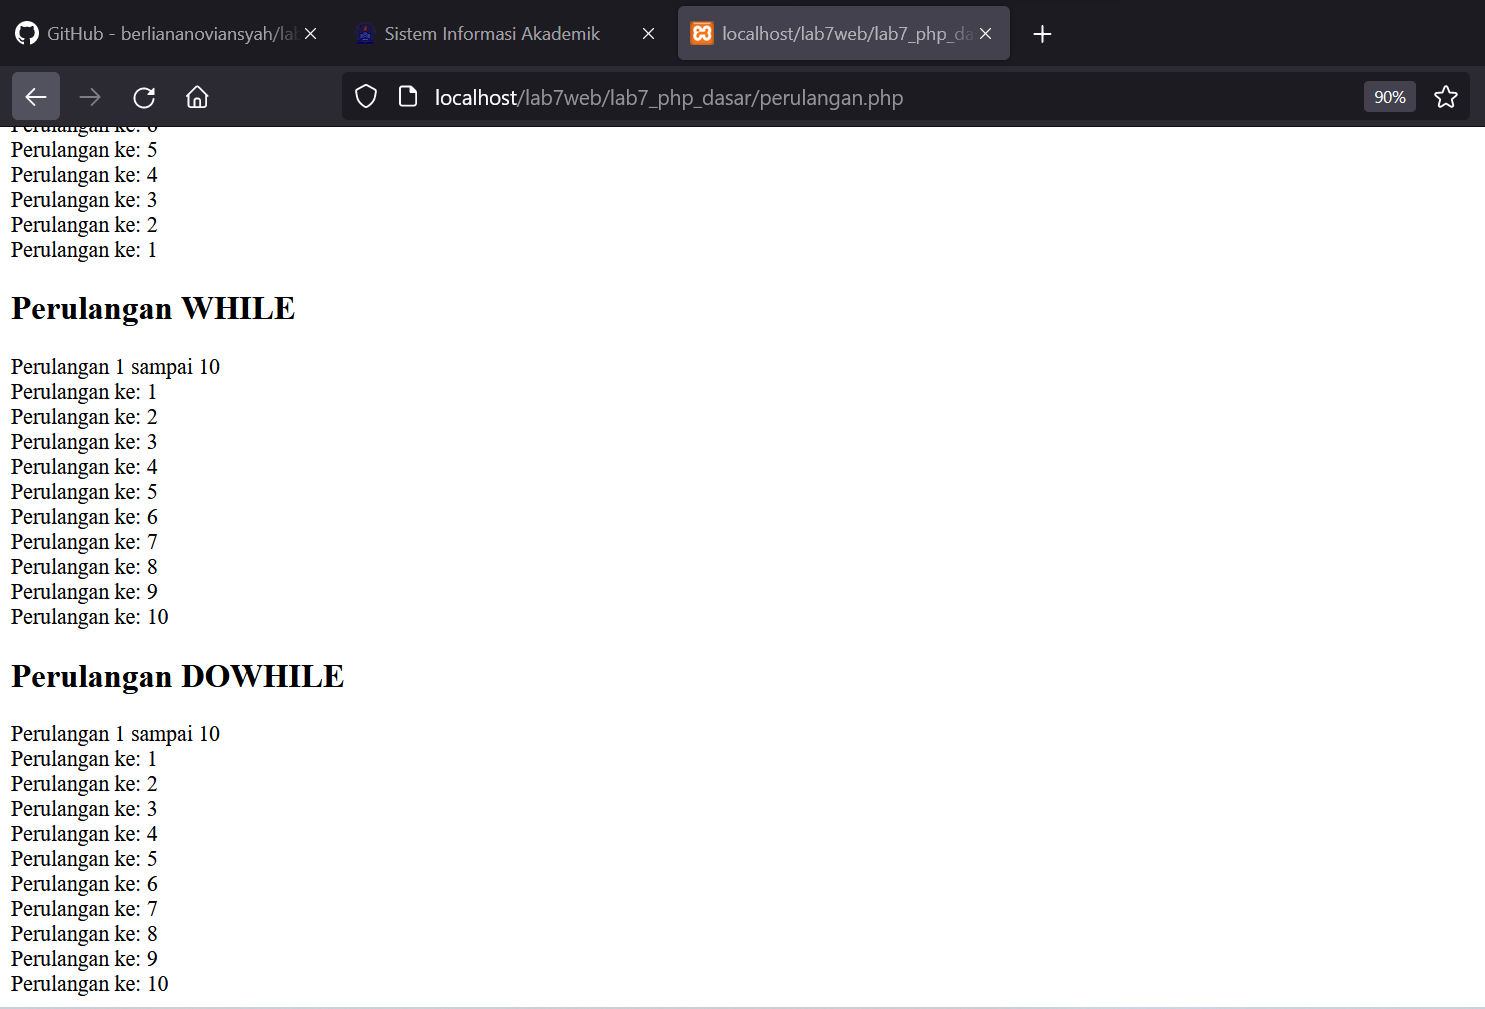 GitHub - berliananoviansyah/la
Sistem Informasi Akademik
localhost/lab7web/lab7_php_da
localhost/lab7web/lab7_php_dasar/perulangan.php
90%
Perulangan ke: 6
Perulangan ke: 5
Perulangan ke: 4
Perulangan ke: 3
Perulangan ke: 2
Perulangan ke: 1
Perulangan WHILE
Perulangan 1 sampai 10
Perulangan ke: 1
Perulangan ke: 2
Perulangan ke: 3
Perulangan ke: 4
Perulangan ke: 5
Perulangan ke: 6
Perulangan ke: 7
Perulangan ke: 8
Perulangan ke: 9
Perulangan ke: 10
Perulangan DOWHILE
Perulangan 1 sampai 10
Perulangan ke: 1
Perulangan ke: 2
Perulangan ke: 3
Perulangan ke: 4
Perulangan ke: 5
Perulangan ke: 6
Perulangan ke: 7
Perulangan ke: 8
Perulangan ke: 9
Perulangan ke: 10